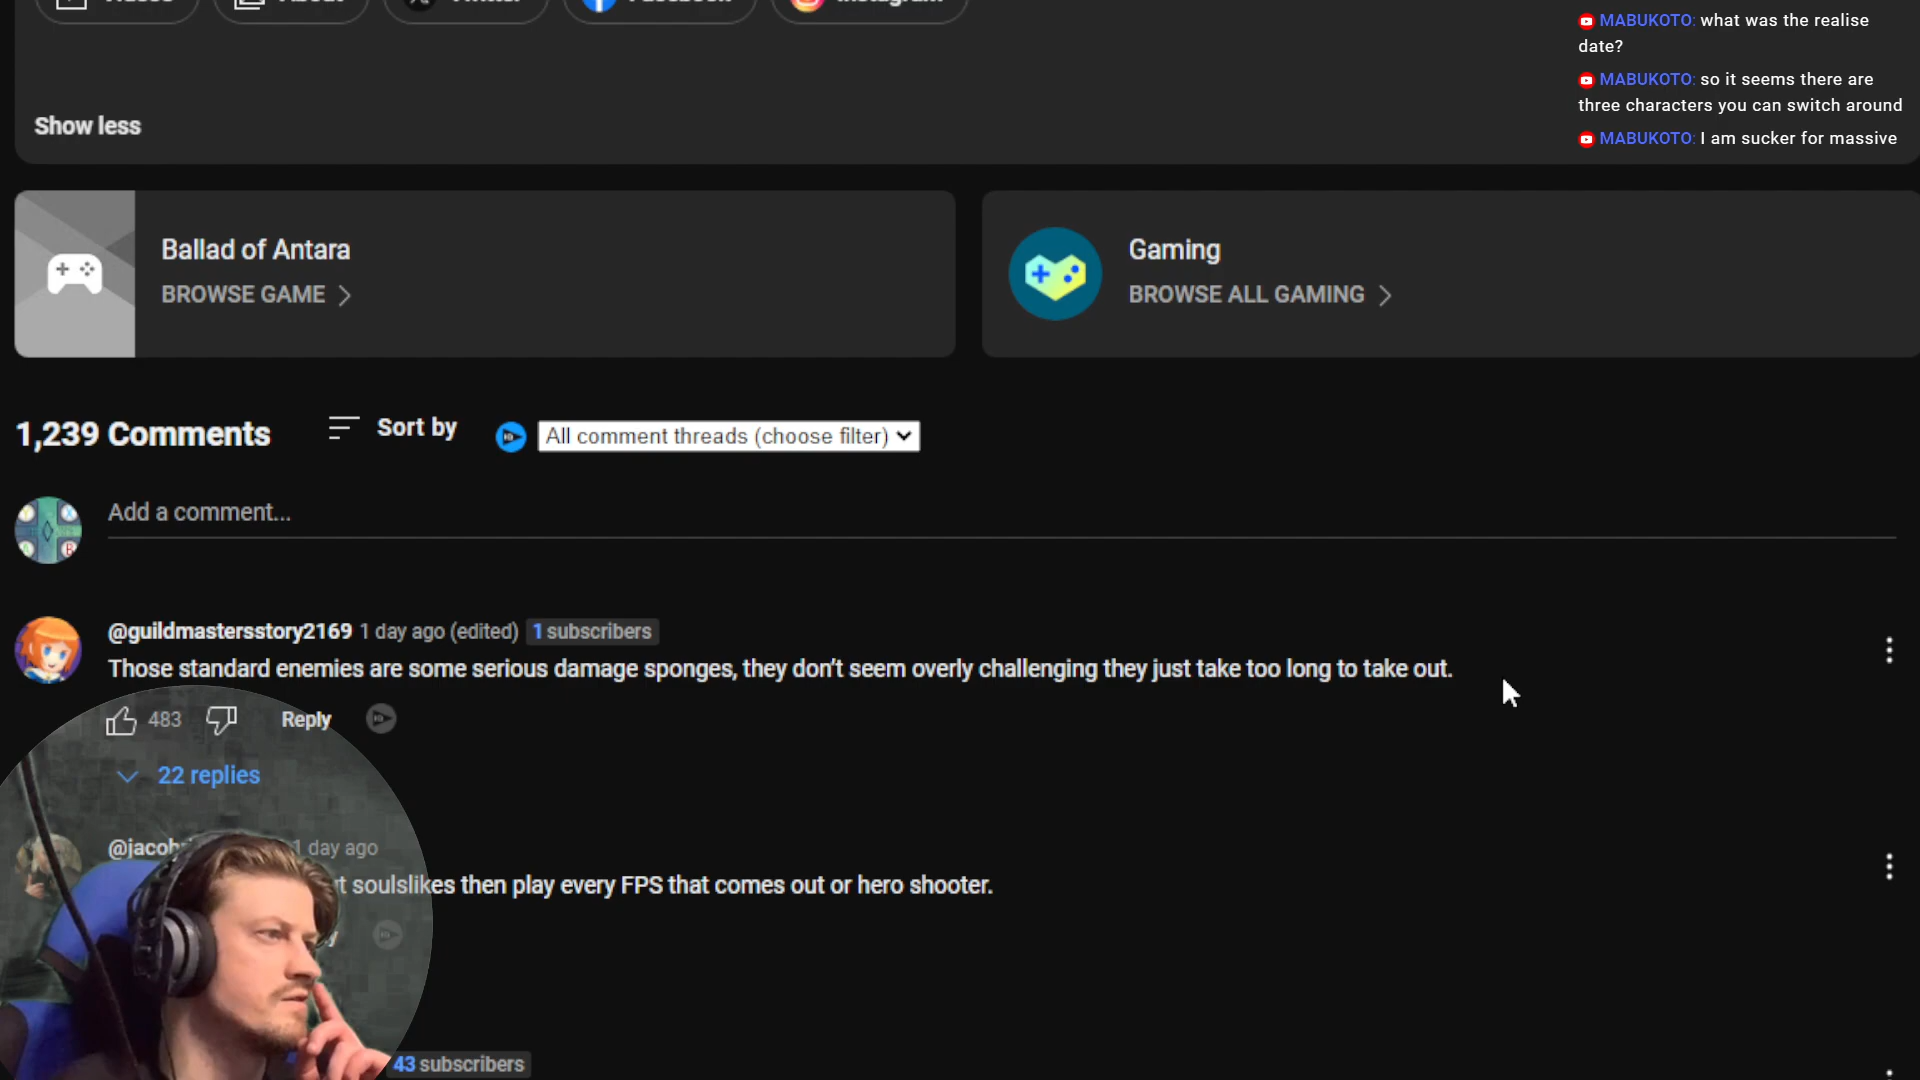 MABUKOTO: what was the realise
date?
MABUKOTO: so it seems there are
three characters you can switch around
MABUKOTO: I am sucker for massive
Show less
Ballad of Antara
BROWSE GAME
Gaming
BROWSE ALL GAMING
1,239 Comments
Sort by
All comment threads (choose filter)
Add a comment...
@guildmastersstory2169 1 day ago (edited) 1 subscribers
Those standard enemies are some serious damage sponges, they don't seem overly challenging they just take too long to take out.
483
Reply
22 replies
1 day ago
soulslikes then play every FPS that comes out or hero shooter.
43 subscribers